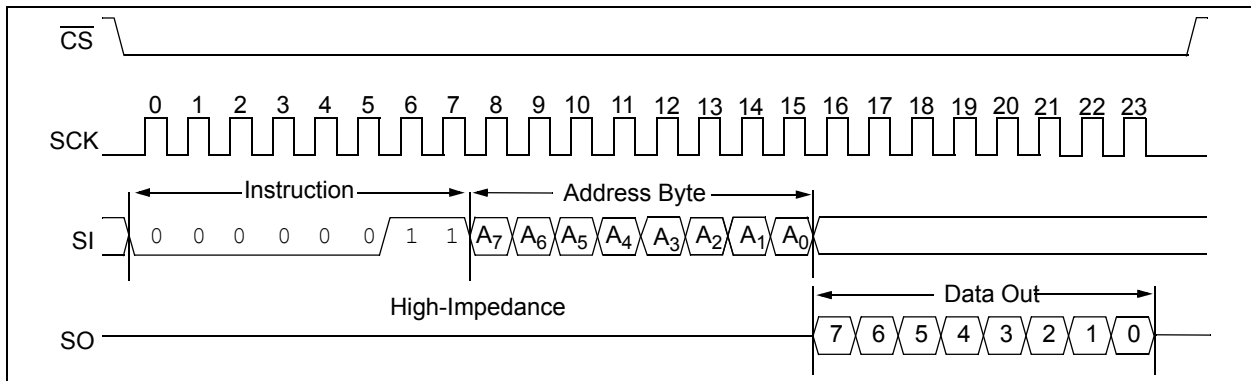 CS
0 1 2 3 4 5 6 7 8 9 10 11 12 13 14 15 16 17 18 19 20 21 22 23
SCK
Instruction Address Byte
SI 0 0 0 0 0 0 1 1 A7 A6 A5 A4 A3 A2 A1 A0
High-Impedance Data Out
SO 7 6 5 4 3 2 1 0